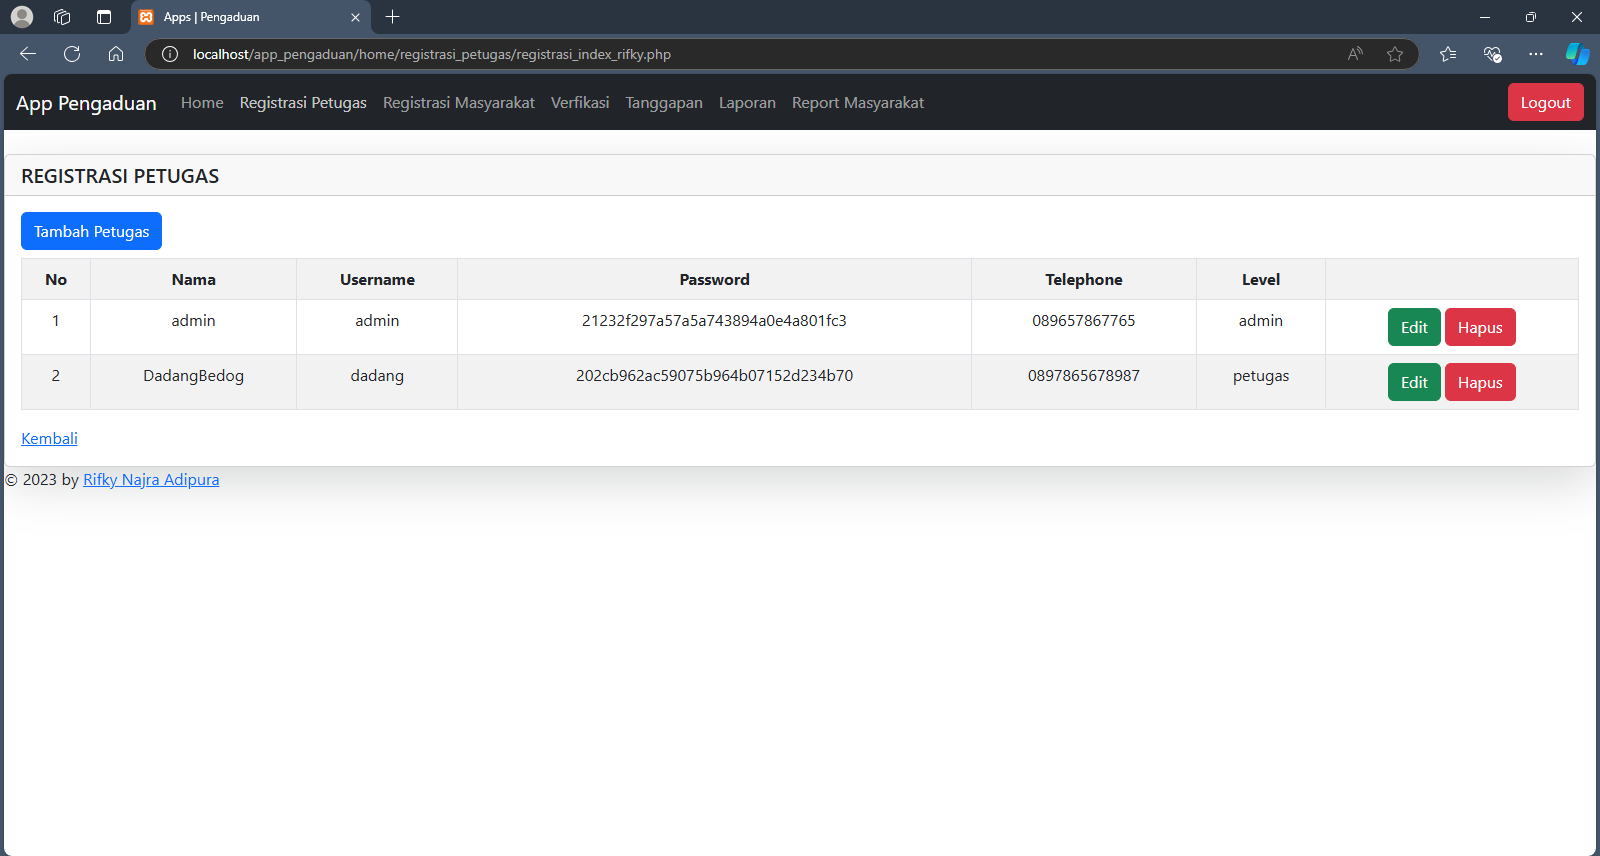 Apps | Pengaduan
localhost/app_pengaduan/home/registrasi_petugas/registrasi_index_rifky.php
App Pengaduan Home Registrasi Petugas Registrasi Masyarakat Verfikasi Tanggapan Laporan Report Masyarakat Logout
REGISTRASI PETUGAS
Tambah Petugas
No Nama Username Password Telephone Level
1 admin admin 21232f297a57a5a743894a0e4a801fc3 089657867765 admin Edit Hapus
2 DadangBedog dadang 202cb962ac59075b964b07152d234b70 0897865678987 petugas Edit Hapus
Kembali
© 2023 by Rifky Najra Adipura